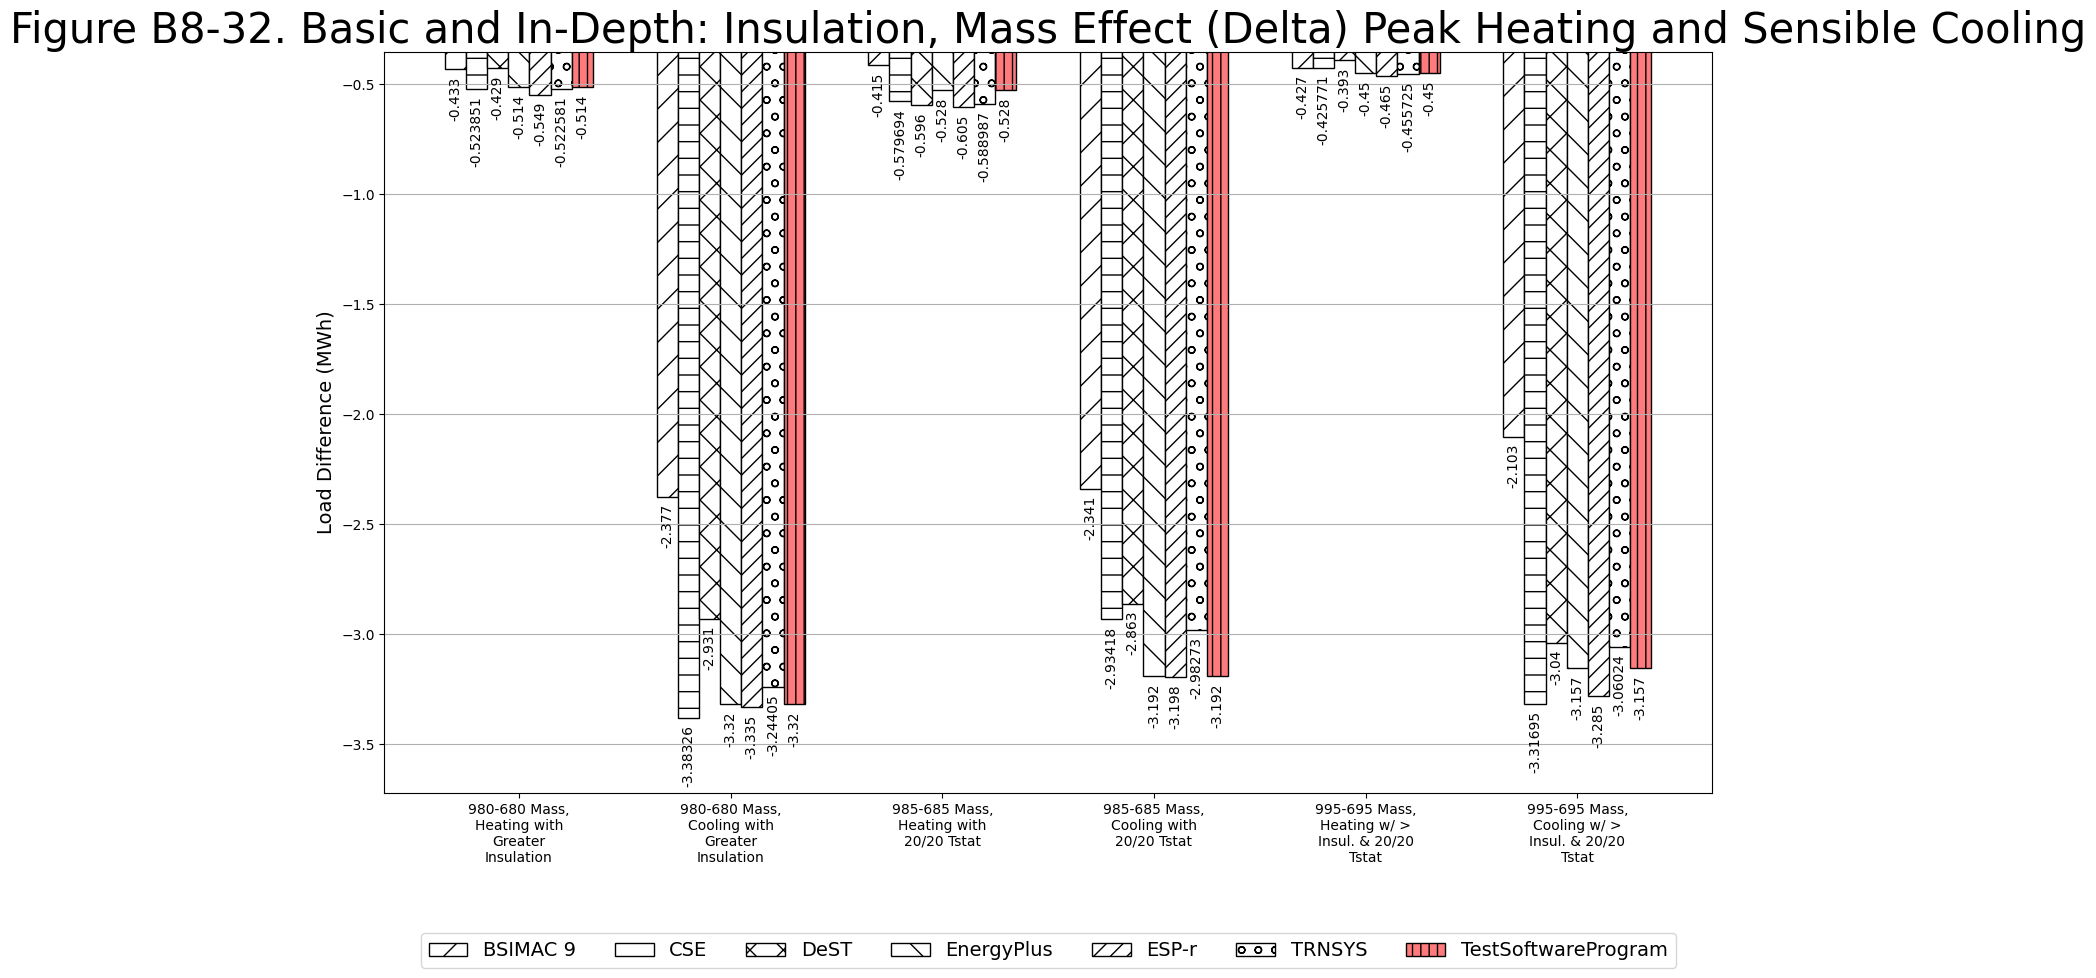 Figure B8-32. Basic and In-Depth: Insulation, Mass Effect (Delta) Peak Heating and Sensible Cooling
Load Difference (MWh)
−0.5
−1.0
−1.5
−2.0
−2.5
−3.0
−3.5
-0.433
-0.523851
-0.429
-0.514
-0.549
-0.522581
-0.514
-2.377
-3.38326
-2.931
-3.32
-3.335
-3.24405
-3.32
-0.415
-0.579694
-0.596
-0.528
-0.605
-0.588987
-0.528
-2.341
-2.93418
-2.863
-3.192
-3.198
-2.98273
-3.192
-0.427
-0.425771
-0.393
-0.45
-0.465
-0.455725
-0.45
-2.103
-3.31695
-3.04
-3.157
-3.285
-3.06024
-3.157
980-680 Mass,
Heating with
Greater
Insulation
980-680 Mass,
Cooling with
Greater
Insulation
985-685 Mass,
Heating with
20/20 Tstat
985-685 Mass,
Cooling with
20/20 Tstat
995-695 Mass,
Heating w/ >
Insul. & 20/20
Tstat
995-695 Mass,
Cooling w/ >
Insul. & 20/20
Tstat
BSIMAC 9
CSE
DeST
EnergyPlus
ESP-r
TRNSYS
TestSoftwareProgram